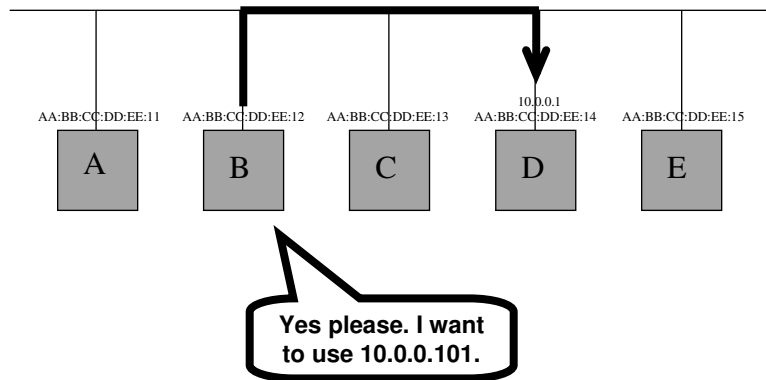 10.0.0.1
AA:BB:CC:DD:EE:11 AA:BB:CC:DD:EE:12 AA:BB:CC:DD:EE:13 AA:BB:CC:DD:EE:14 AA:BB:CC:DD:EE:15
A B C D E
Yes please. I want
to use 10.0.0.101.